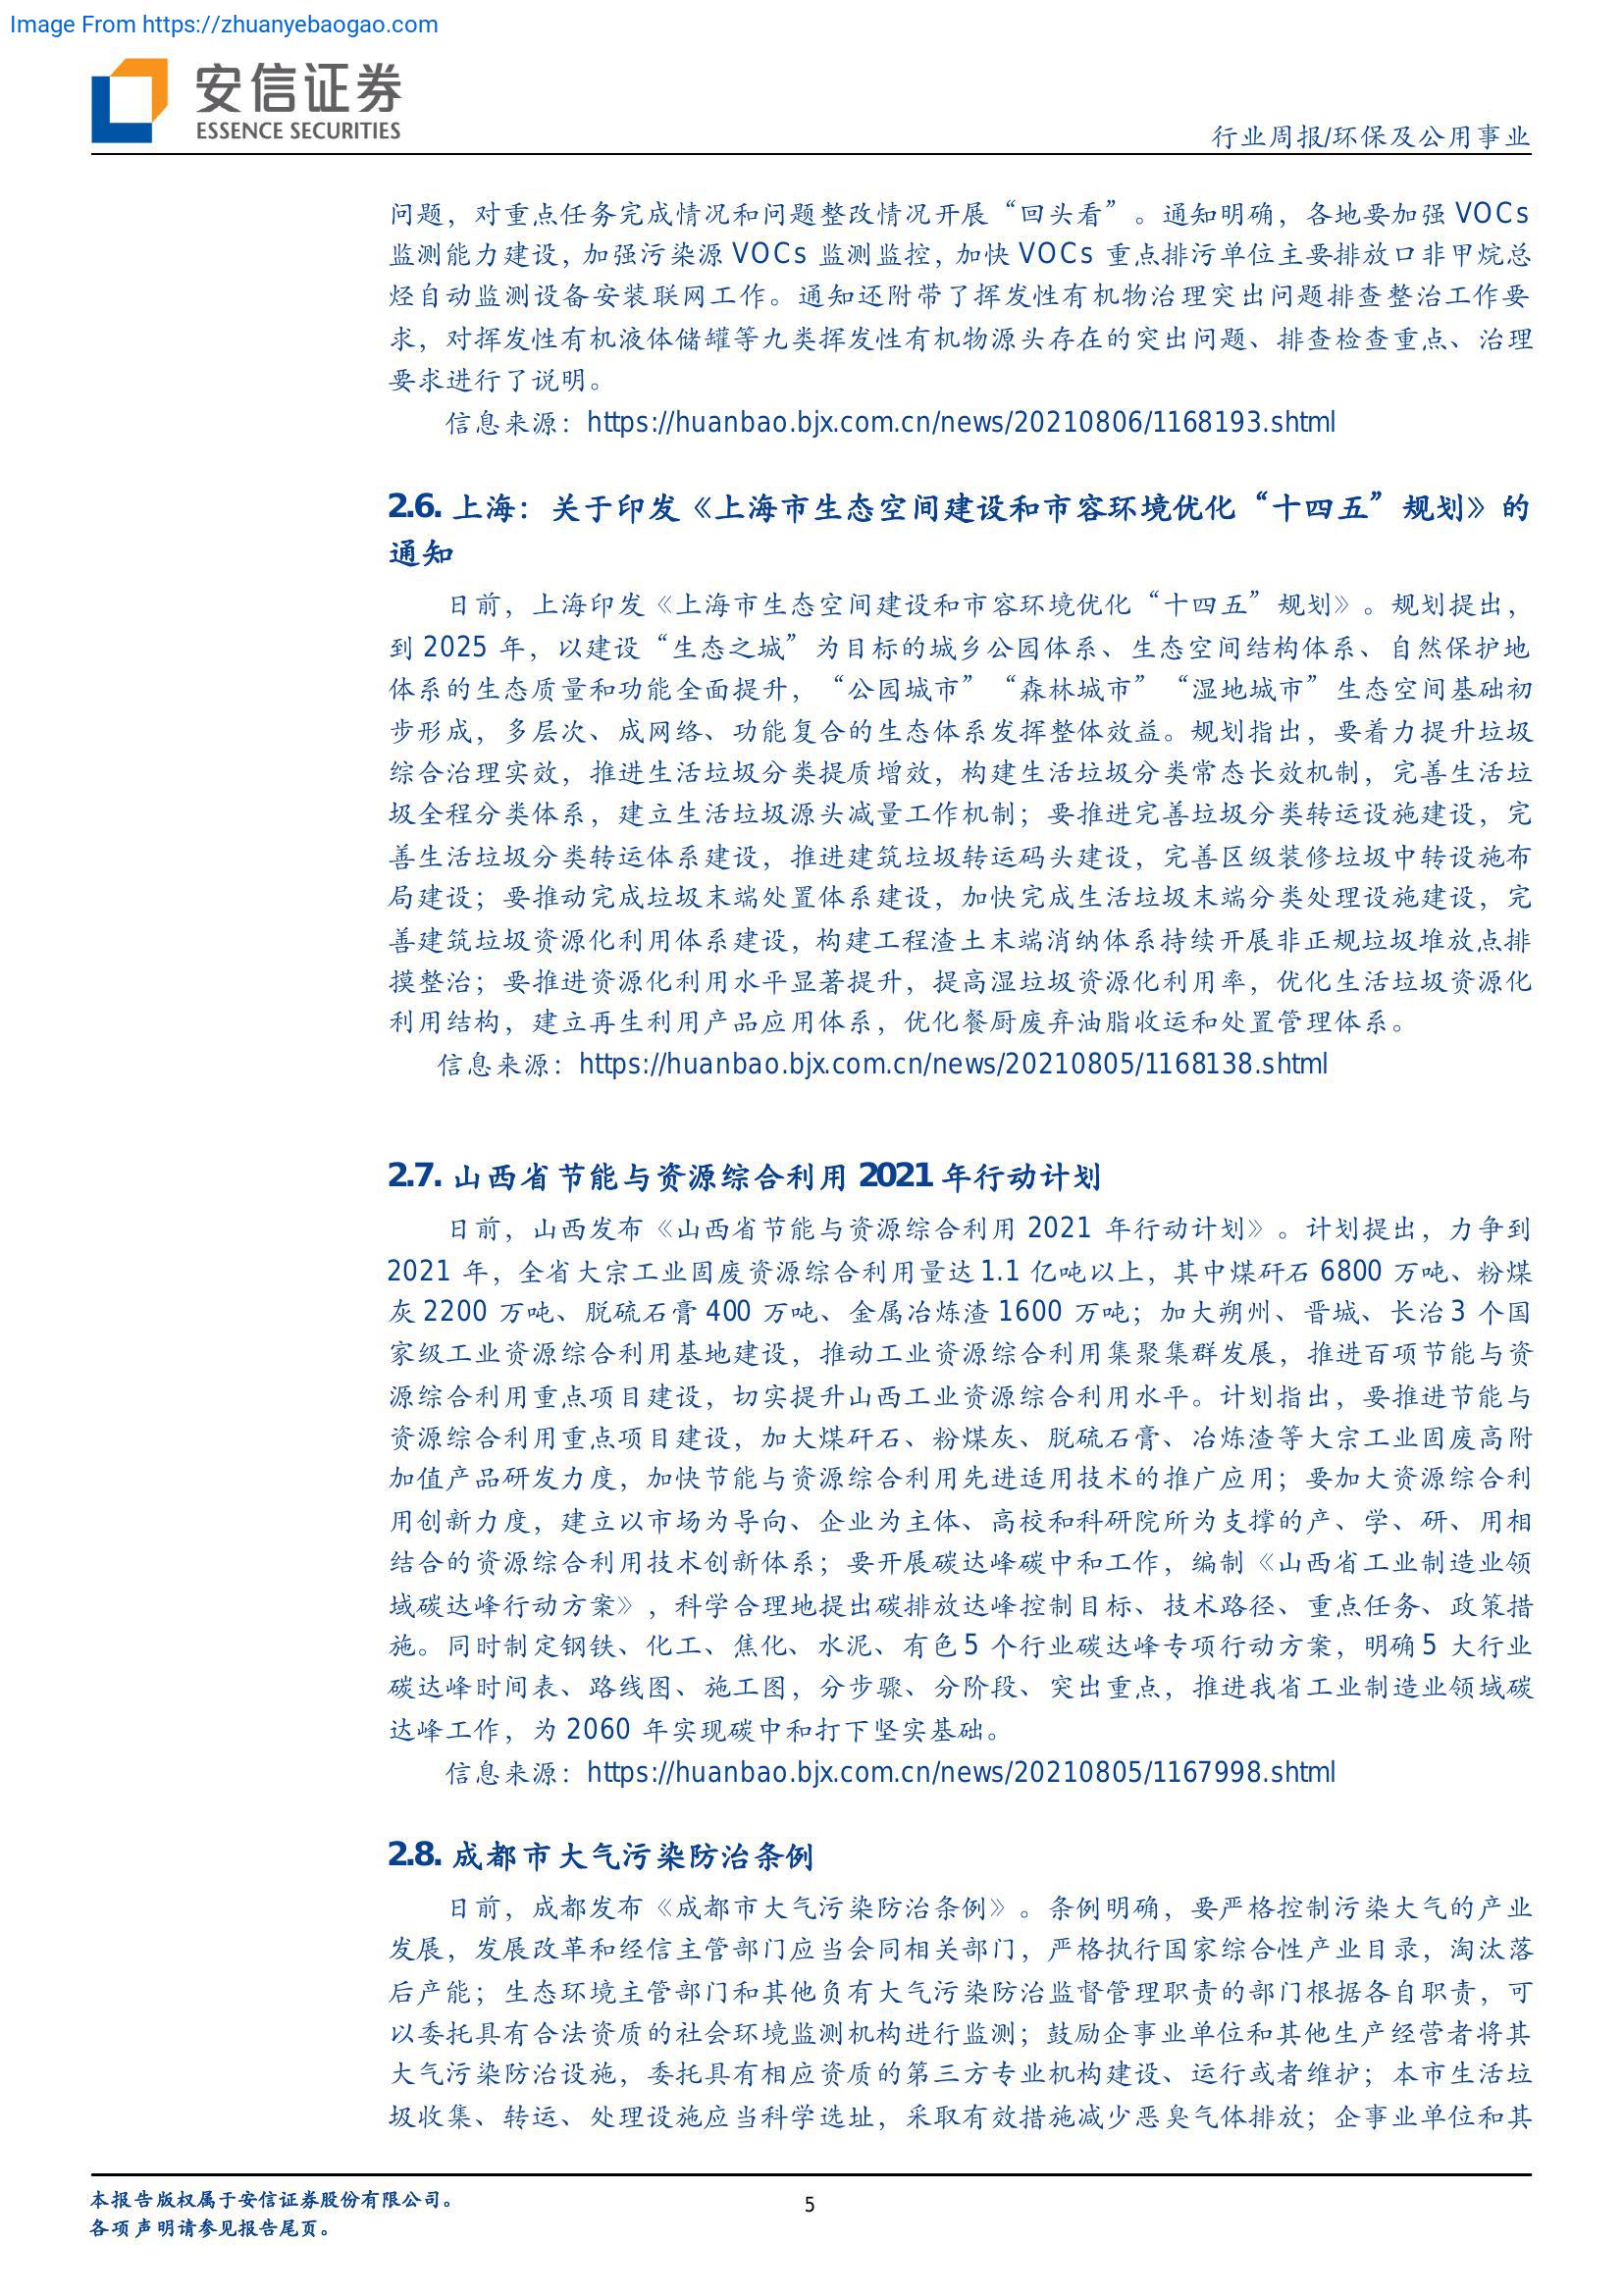 Image From https://zhuanyebaogao.com
安信证券
ESSENCE SECURITIES
行业周报/环保及公用事业
问题，对重点任务完成情况和问题整改情况开展“回头看”。通知明确，各地要加强 VOCs
监测能力建设，加强污染源 VOCs 监测监控，加快 VOCs 重点排污单位主要排放口非甲烷总
烃自动监测设备安装联网工作。通知还附带了挥发性有机物治理突出问题排查整治工作要
求，对挥发性有机液体储罐等九类挥发性有机物源头存在的突出问题、排查检查重点、治理
要求进行了说明。
信息来源：https://huanbao.bjx.com.cn/news/20210806/1168193.shtml
2.6. 上海：关于印发《上海市生态空间建设和市容环境优化“十四五”规划》的
通知
日前，上海印发《上海市生态空间建设和市容环境优化“十四五”规划》。规划提出，
到 2025 年，以建设“生态之城”为目标的城乡公园体系、生态空间结构体系、自然保护地
体系的生态质量和功能全面提升，“公园城市”“森林城市”“湿地城市”生态空间基础初
步形成，多层次、成网络、功能复合的生态体系发挥整体效益。规划指出，要着力提升垃圾
综合治理实效，推进生活垃圾分类提质增效，构建生活垃圾分类常态长效机制，完善生活垃
圾全程分类体系，建立生活垃圾源头减量工作机制；要推进完善垃圾分类转运设施建设，完
善生活垃圾分类转运体系建设，推进建筑垃圾转运码头建设，完善区级装修垃圾中转设施布
局建设；要推动完成垃圾末端处置体系建设，加快完成生活垃圾末端分类处理设施建设，完
善建筑垃圾资源化利用体系建设，构建工程渣土末端消纳体系持续开展非正规垃圾堆放点排
摸整治；要推进资源化利用水平显著提升，提高湿垃圾资源化利用率，优化生活垃圾资源化
利用结构，建立再生利用产品应用体系，优化餐厨废弃油脂收运和处置管理体系。
信息来源：https://huanbao.bjx.com.cn/news/20210805/1168138.shtml
2.7. 山西省节能与资源综合利用 2021 年行动计划
日前，山西发布《山西省节能与资源综合利用 2021 年行动计划》。计划提出，力争到
2021 年，全省大宗工业固废资源综合利用量达 1.1 亿吨以上，其中煤矸石 6800 万吨、粉煤
灰 2200 万吨、脱硫石膏 400 万吨、金属冶炼渣 1600 万吨；加大朔州、晋城、长治 3 个国
家级工业资源综合利用基地建设，推动工业资源综合利用集聚集群发展，推进百项节能与资
源综合利用重点项目建设，切实提升山西工业资源综合利用水平。计划指出，要推进节能与
资源综合利用重点项目建设，加大煤矸石、粉煤灰、脱硫石膏、冶炼渣等大宗工业固废高附
加值产品研发力度，加快节能与资源综合利用先进适用技术的推广应用；要加大资源综合利
用创新力度，建立以市场为导向、企业为主体、高校和科研院所为支撑的产、学、研、用相
结合的资源综合利用技术创新体系；要开展碳达峰碳中和工作，编制《山西省工业制造业领
域碳达峰行动方案》，科学合理地提出碳排放达峰控制目标、技术路径、重点任务、政策措
施。同时制定钢铁、化工、焦化、水泥、有色 5 个行业碳达峰专项行动方案，明确 5 大行业
碳达峰时间表、路线图、施工图，分步骤、分阶段、突出重点，推进我省工业制造业领域碳
达峰工作，为 2060 年实现碳中和打下坚实基础。
信息来源：https://huanbao.bjx.com.cn/news/20210805/1167998.shtml
2.8. 成都市大气污染防治条例
日前，成都发布《成都市大气污染防治条例》。条例明确，要严格控制污染大气的产业
发展，发展改革和经信主管部门应当会同相关部门，严格执行国家综合性产业目录，淘汰落
后产能；生态环境主管部门和其他负有大气污染防治监督管理职责的部门根据各自职责，可
以委托具有合法资质的社会环境监测机构进行监测；鼓励企事业单位和其他生产经营者将其
大气污染防治设施，委托具有相应资质的第三方专业机构建设、运行或者维护；本市生活垃
圾收集、转运、处理设施应当科学选址，采取有效措施减少恶臭气体排放；企事业单位和其
本报告版权属于安信证券股份有限公司。
5
各项声明请参见报告尾页。